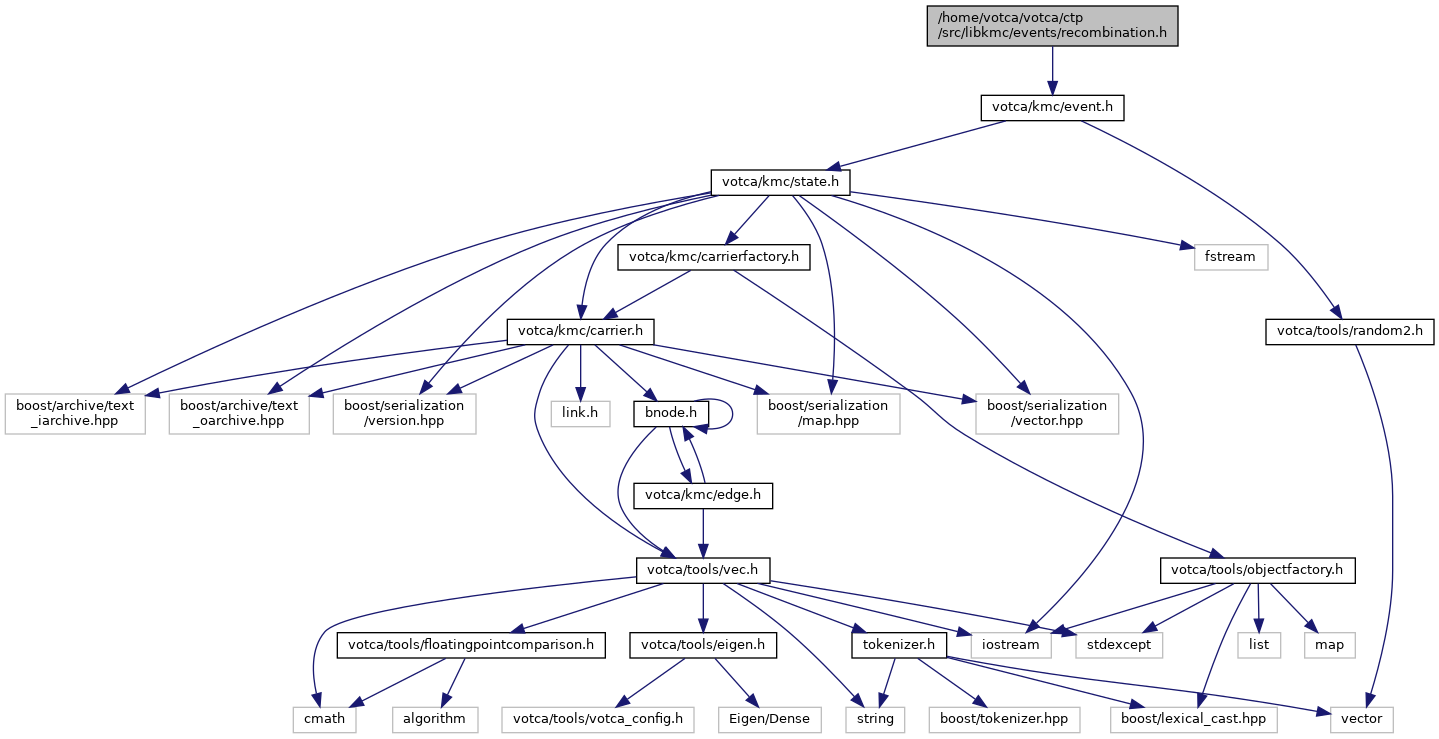 /home/votca/votca/ctp
/src/libkmc/events/recombination.h
votca/kmc/event.h
votca/kmc/state.h
votca/kmc/carrierfactory.h
fstream
votca/kmc/carrier.h
votca/tools/random2.h
boost/archive/text
_iarchive.hpp
boost/archive/text
_oarchive.hpp
boost/serialization
/version.hpp
link.h
bnode.h
boost/serialization
/map.hpp
boost/serialization
/vector.hpp
votca/kmc/edge.h
votca/tools/vec.h
votca/tools/objectfactory.h
votca/tools/floatingpointcomparison.h
votca/tools/eigen.h
tokenizer.h
iostream
stdexcept
list
map
cmath
algorithm
votca/tools/votca_config.h
Eigen/Dense
string
boost/tokenizer.hpp
boost/lexical_cast.hpp
vector